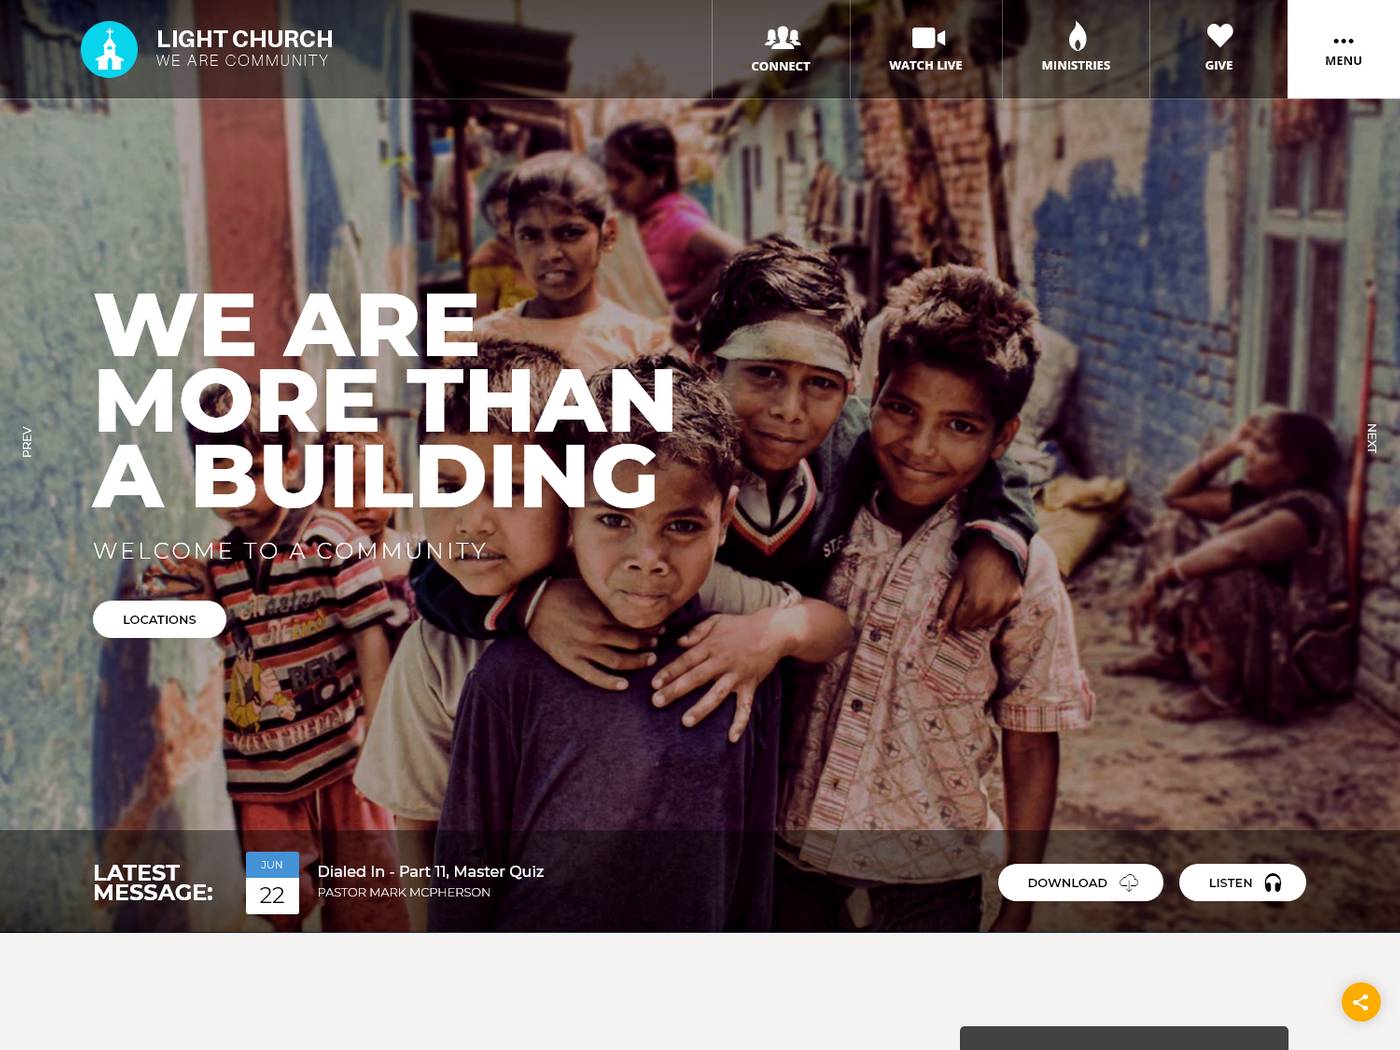 LIGHT CHURCH
WE ARE COMMUNITY
CONNECT
WATCH LIVE
MINISTRIES
GIVE
MENU
WE ARE
MORE THAN
A BUILDING
PREV
NEXT
WELCOME TO A COMMUNITY
LOCATIONS
LATEST
MESSAGE:
JUN
22
Dialed In - Part 11, Master Quiz
PASTOR MARK MCPHERSON
DOWNLOAD
LISTEN